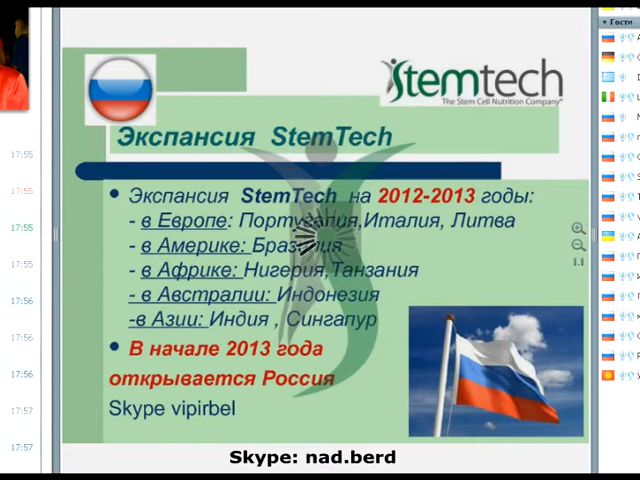 Гости
stemtech
The Stem Cell Nutrition Company
Экспансия StemTech
• Экспансия StemTech на 2012-2013 годы:
- в Европе: Португалия,Италия, Литва
- в Америке: Бразилия
- в Африке: Нигерия,Танзания
- в Австралии: Индонезия
-в Азии: Индия , Сингапур
• В начале 2013 года
открывается Россия
Skype vipirbel
Skype: nad.berd
17:55
17:55
17:55
17:55
17:56
17:56
17:56
17:57
17:57
1:1